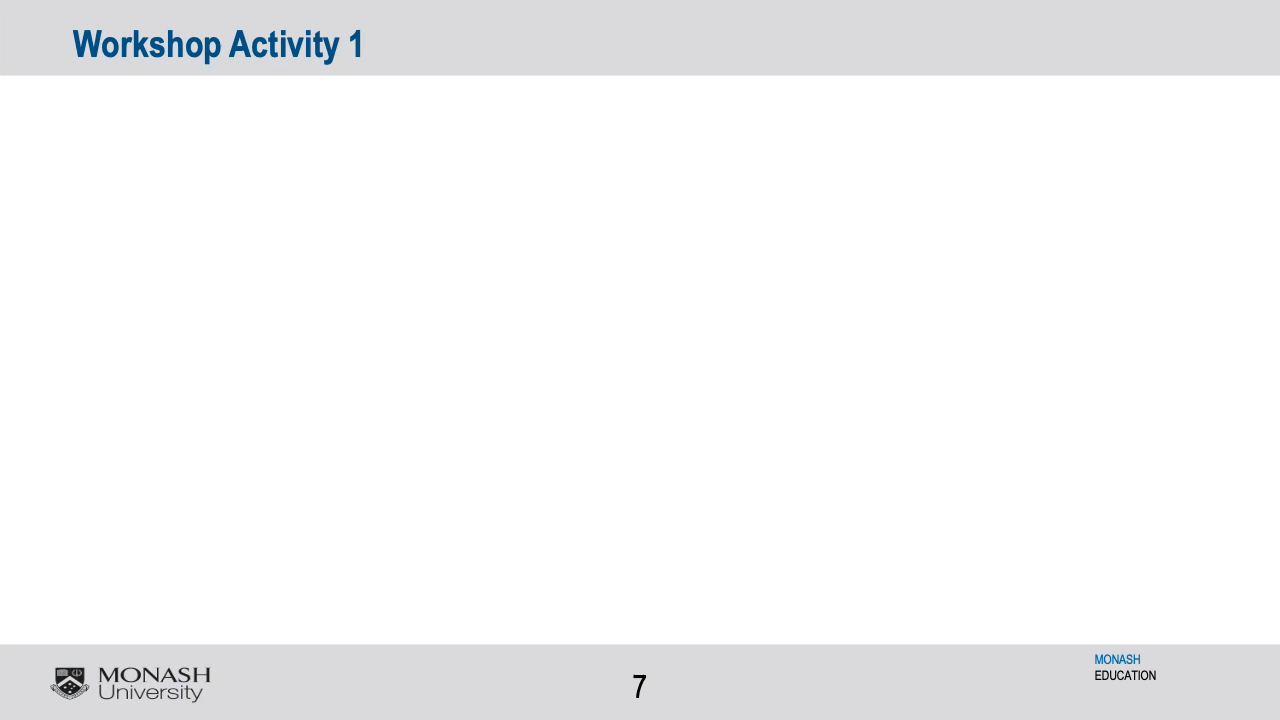 Workshop Activity 1
MONASH
University
7
MONASH
EDUCATION